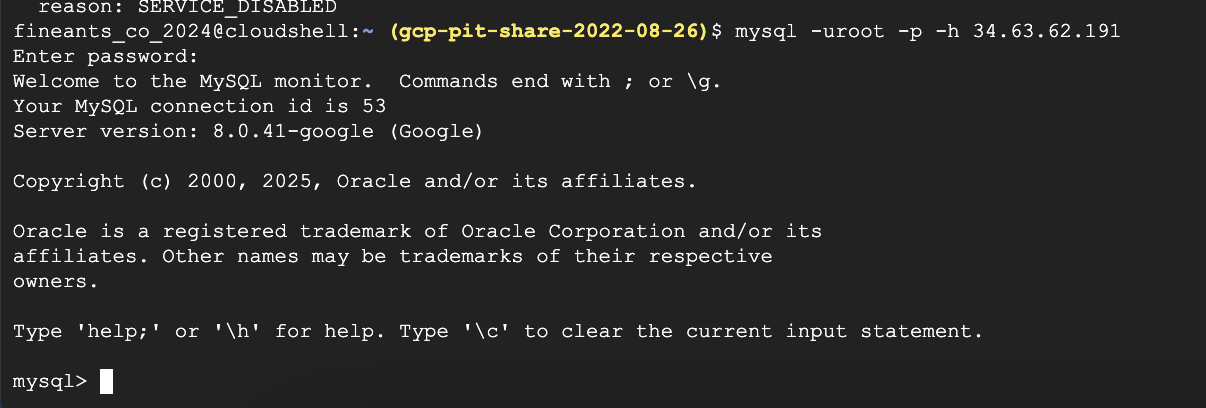 reason: SERVICE_DISABLED
fineants_co_2024@cloudshell:~ (gcp-pit-share-2022-08-26)$ mysql -uroot -p -h 34.63.62.191
Enter password:
Welcome to the MySQL monitor.  Commands end with ; or \g.
Your MySQL connection id is 53
Server version: 8.0.41-google (Google)

Copyright (c) 2000, 2025, Oracle and/or its affiliates.

Oracle is a registered trademark of Oracle Corporation and/or its
affiliates. Other names may be trademarks of their respective
owners.

Type 'help;' or '\h' for help. Type '\c' to clear the current input statement.

mysql>